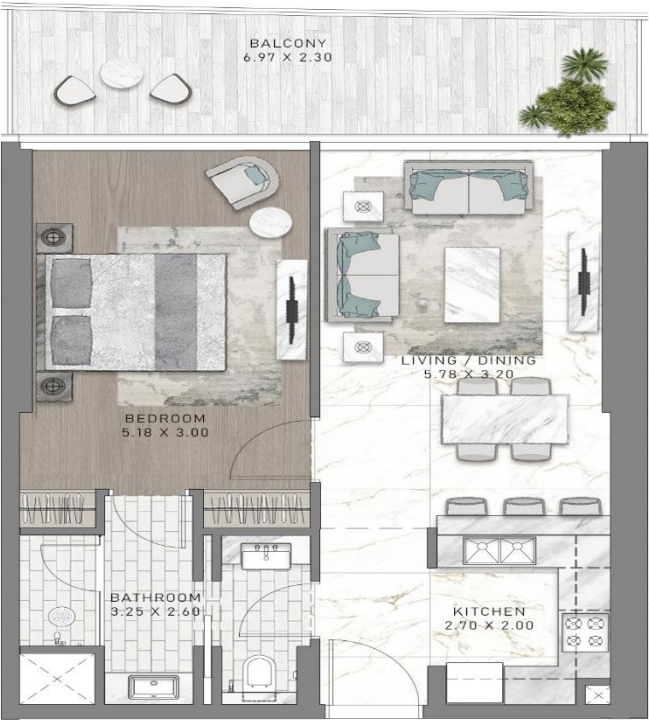 BALCONY
6.97 X 2.30
LIVING / DINING
5.78 X 3.20
BEDROOM
5.18 X 3.00
BATHROOM
3.25 X 2.60
KITCHEN
2.70 X 2.00